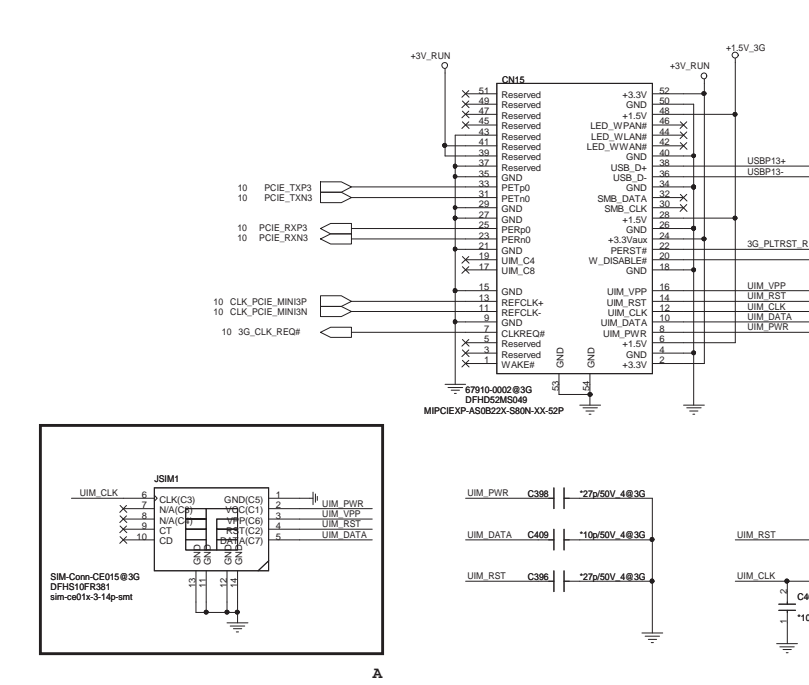 +3V_RUN
+3V_RUN
+1.5V_3G
CN15
51 Reserved +3.3V 52
49 Reserved GND 50
47 Reserved +1.5V 48
45 Reserved LED_WPAN# 46
43 Reserved LED_WLAN# 44
41 Reserved LED_WWAN# 42
39 Reserved GND 40
37 Reserved USB_D+ 38 USBP13+
35 GND USB_D- 36 USBP13-
10 PCIE_TXP3 33 PETp0 GND 34
10 PCIE_TXN3 31 PETn0 SMB_DATA 32
29 GND SMB_CLK 30
27 GND +1.5V 28
10 PCIE_RXP3 25 PERp0 GND 26
10 PCIE_RXN3 23 PERn0 +3.3Vaux 24
21 GND PERST# 22 3G_PLTRST_R
19 UIM_C4 W_DISABLE# 20
17 UIM_C8 GND 18
15 GND UIM_VPP 16 UIM_VPP
10 CLK_PCIE_MINI3P 13 REFCLK+ UIM_RST 14 UIM_RST
10 CLK_PCIE_MINI3N 11 REFCLK- UIM_CLK 12 UIM_CLK
9 GND UIM_DATA 10 UIM_DATA
10 3G_CLK_REQ# 7 CLKREQ# UIM_PWR 8 UIM_PWR
5 Reserved +1.5V 6
3 Reserved GND 4
1 WAKE# +3.3V 2
GND GND
53 54
67910-0002@3G
DFHD52MS049
MIPCIEXP-AS0B22X-S80N-XX-52P
JSIM1
UIM_CLK 6 CLK(C3) GND(C5) 1
7 N/A(C8) VCC(C1) 2 UIM_PWR
8 N/A(C4) VPP(C6) 3 UIM_VPP
9 CT RST(C2) 4 UIM_RST
10 CD DATA(C7) 5 UIM_DATA
GND GND GND GND
13 11 12 14
SIM-Conn-CE015@3G
DFHS10FR381
sim-ce01x-3-14p-smt
UIM_PWR C398 *27p/50V_4@3G
UIM_DATA C409 *10p/50V_4@3G
UIM_RST C396 *27p/50V_4@3G
UIM_RST
UIM_CLK
2
C4
1
*10
A